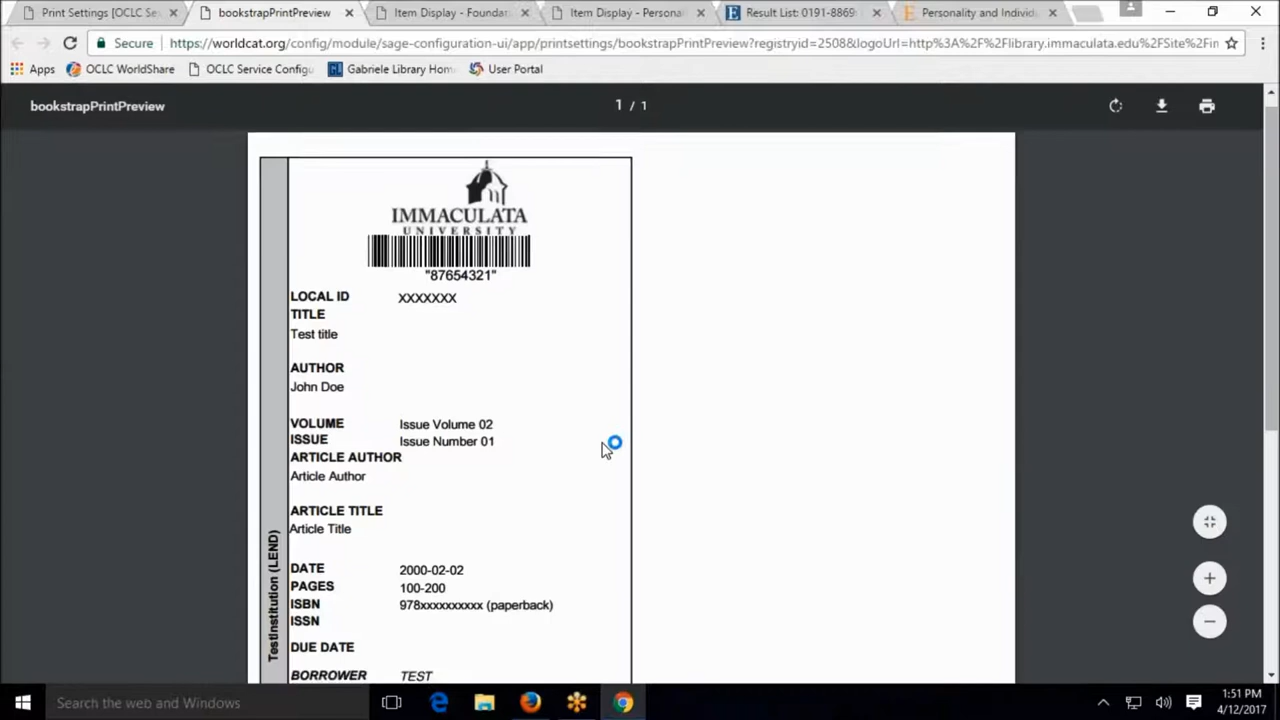 Print Settings [OCLC Ser
bookstrapPrintPreview
Item Display - Foundat
Item Display - Personal
Result List: 0191-8869
Personality and Individu
Secure
https://worldcat.org/config/module/sage-configuration-ui/app/printsettings/bookstrapPrintPreview?registryid=2508&logoUrl=http%3A%2F%2Flibrary.immaculata.edu%2FSite%2Fin
Apps
OCLC WorldShare
OCLC Service Configu
Gabriele Library Hom
User Portal
bookstrapPrintPreview
1 / 1
IMMACULATA
UNIVERSITY
"87654321"
LOCAL ID XXXXXXX
TITLE
Test title
AUTHOR
John Doe
VOLUME Issue Volume 02
ISSUE Issue Number 01
ARTICLE AUTHOR
Article Author
ARTICLE TITLE
Article Title
DATE 2000-02-02
PAGES 100-200
ISBN 978xxxxxxxxxx (paperback)
ISSN
DUE DATE
BORROWER TEST
TestInstitution (LEND)
Search the web and Windows
1:51 PM
4/12/2017